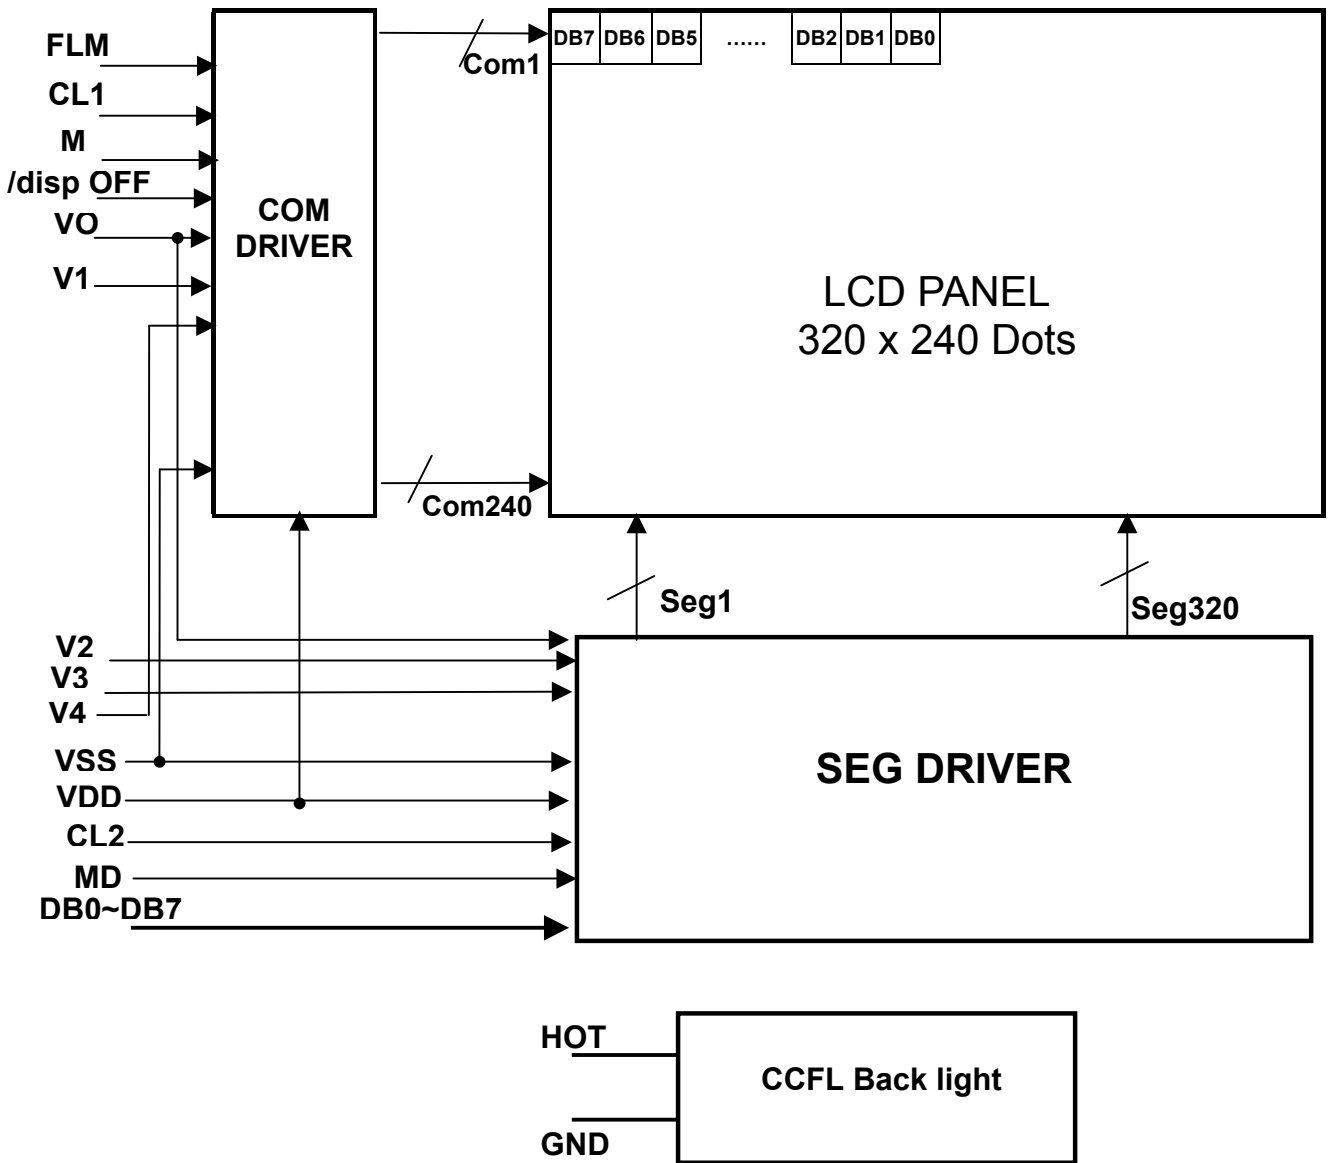 FLM
CL1
M
/disp OFF
VO
V1
COM
DRIVER
Com1
Com240
DB7 DB6 DB5 ...... DB2 DB1 DB0
LCD PANEL
320 x 240 Dots
Seg1
Seg320
V2
V3
V4
VSS
VDD
CL2
MD
DB0~DB7
SEG DRIVER
HOT
GND
CCFL Back light